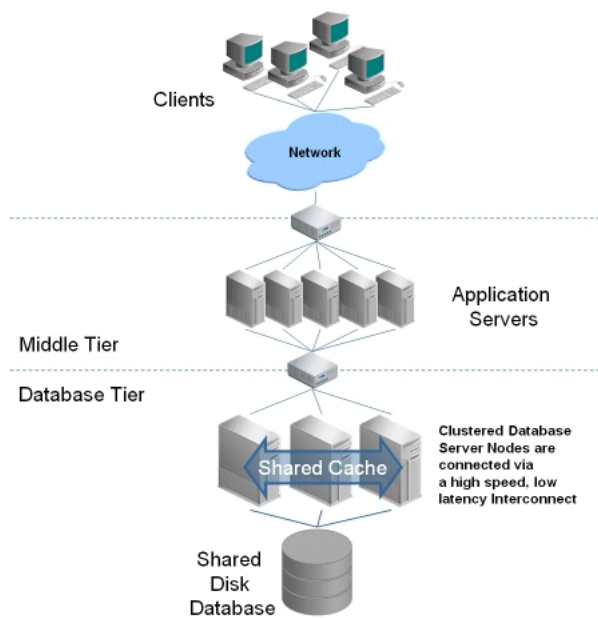 Clients
Network
Application
Servers
Middle Tier
Database Tier
Clustered Database
Server Nodes are
connected via
a high speed, low
latency Interconnect
Shared Cache
Shared
Disk
Database